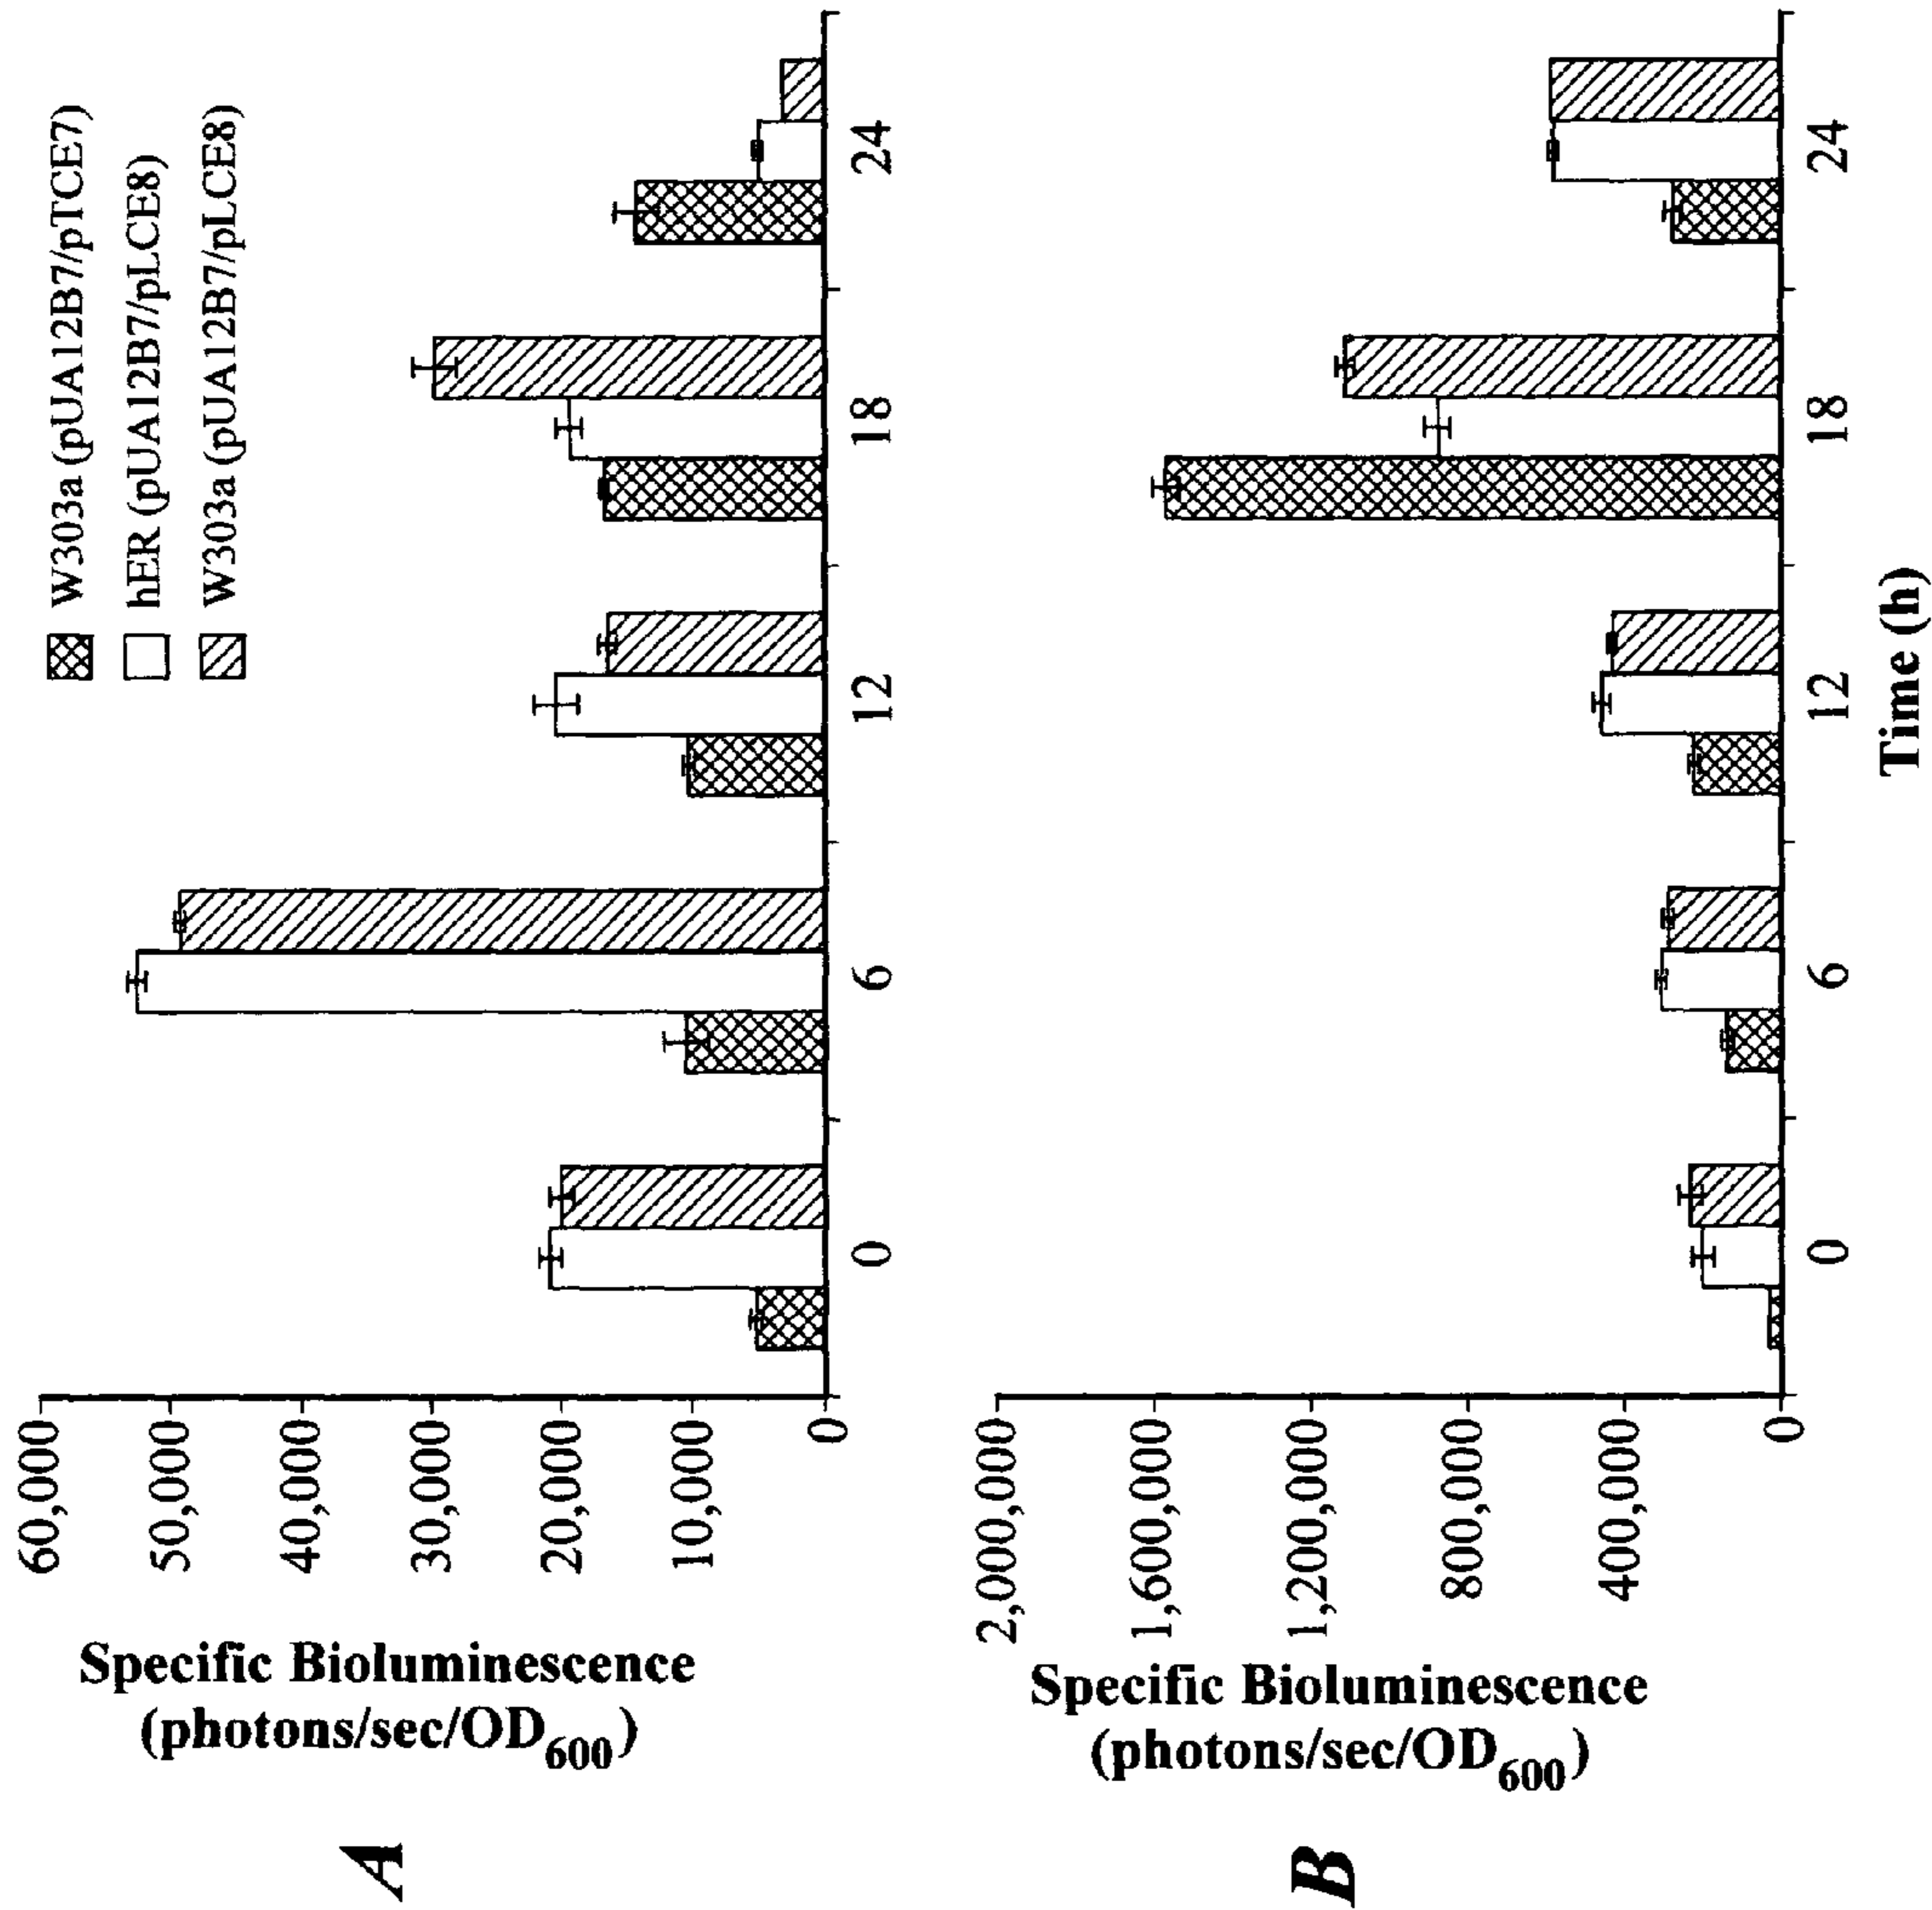 A
Specific Bioluminescence
(photons/sec/OD600)
60,000
50,000
40,000
30,000
20,000
10,000
0
W303a (pUA12B7/pTCE7)
hER (pUA12B7/pLCE8)
W303a (pUA12B7/pLCE8)
0 6 12 18 24
B
Specific Bioluminescence
(photons/sec/OD600)
2,000,000
1,600,000
1,200,000
800,000
400,000
0
0 6 12 18 24
Time (h)